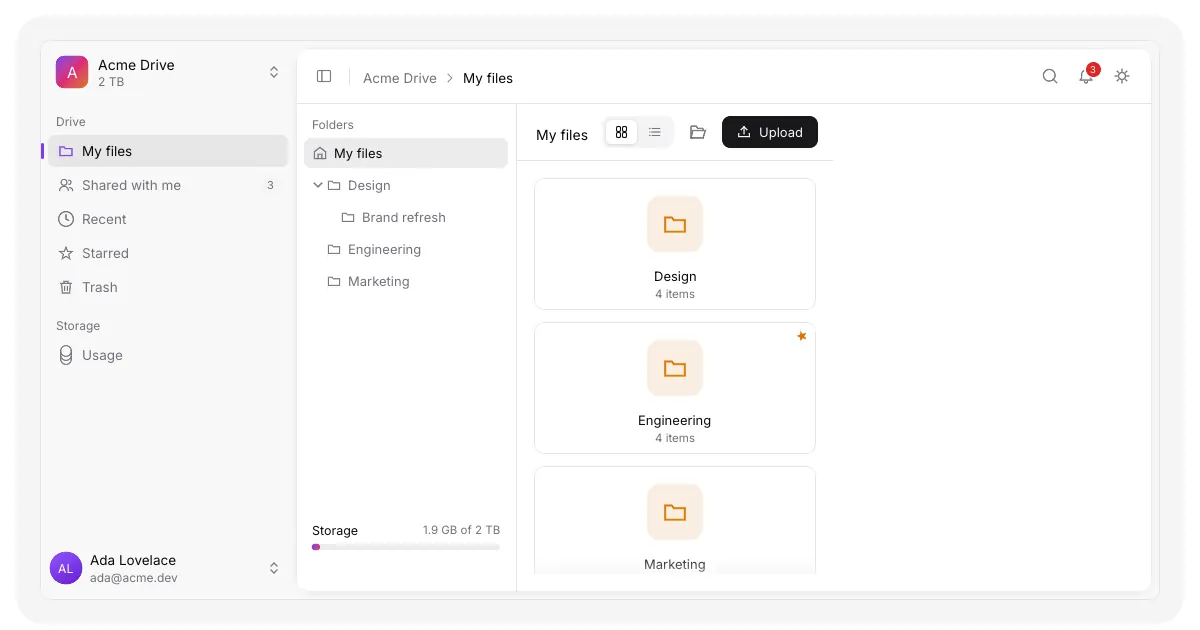 A
Acme Drive
2 TB
Drive
My files
Shared with me 3
Recent
Starred
Trash
Storage
Usage
AL
Ada Lovelace
ada@acme.dev
Acme Drive > My files
3
Folders
My files
Design
Brand refresh
Engineering
Marketing
Storage 1.9 GB of 2 TB
My files
Upload
Design
4 items
Engineering
4 items
Marketing